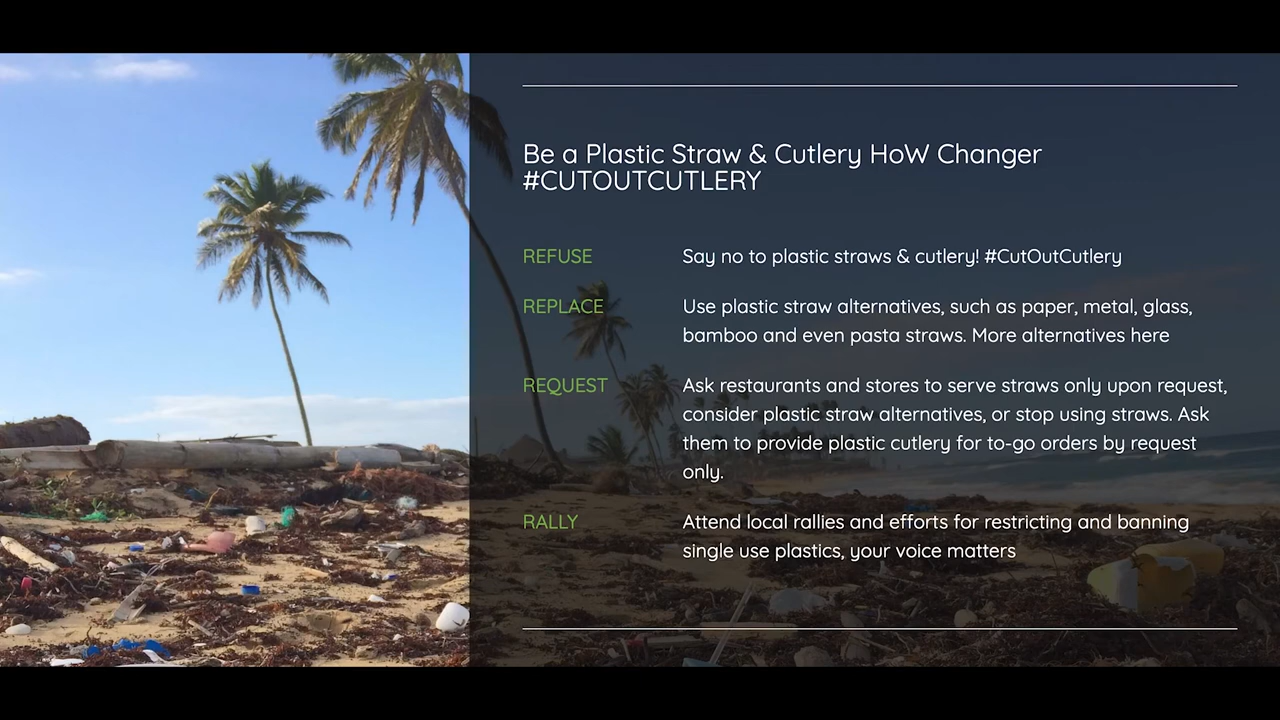 Be a Plastic Straw & Cutlery HoW Changer
#CUTOUTCUTLERY
REFUSE Say no to plastic straws & cutlery! #CutOutCutlery
REPLACE Use plastic straw alternatives, such as paper, metal, glass,
bamboo and even pasta straws. More alternatives here
REQUEST Ask restaurants and stores to serve straws only upon request,
consider plastic straw alternatives, or stop using straws. Ask
them to provide plastic cutlery for to-go orders by request
only.
RALLY Attend local rallies and efforts for restricting and banning
single use plastics, your voice matters